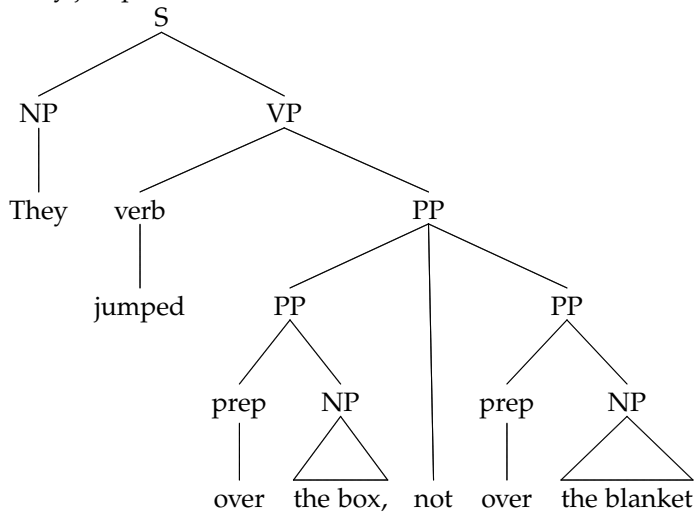 S
NP VP
They verb PP
jumped PP PP
prep NP prep NP
over the box, not over the blanket